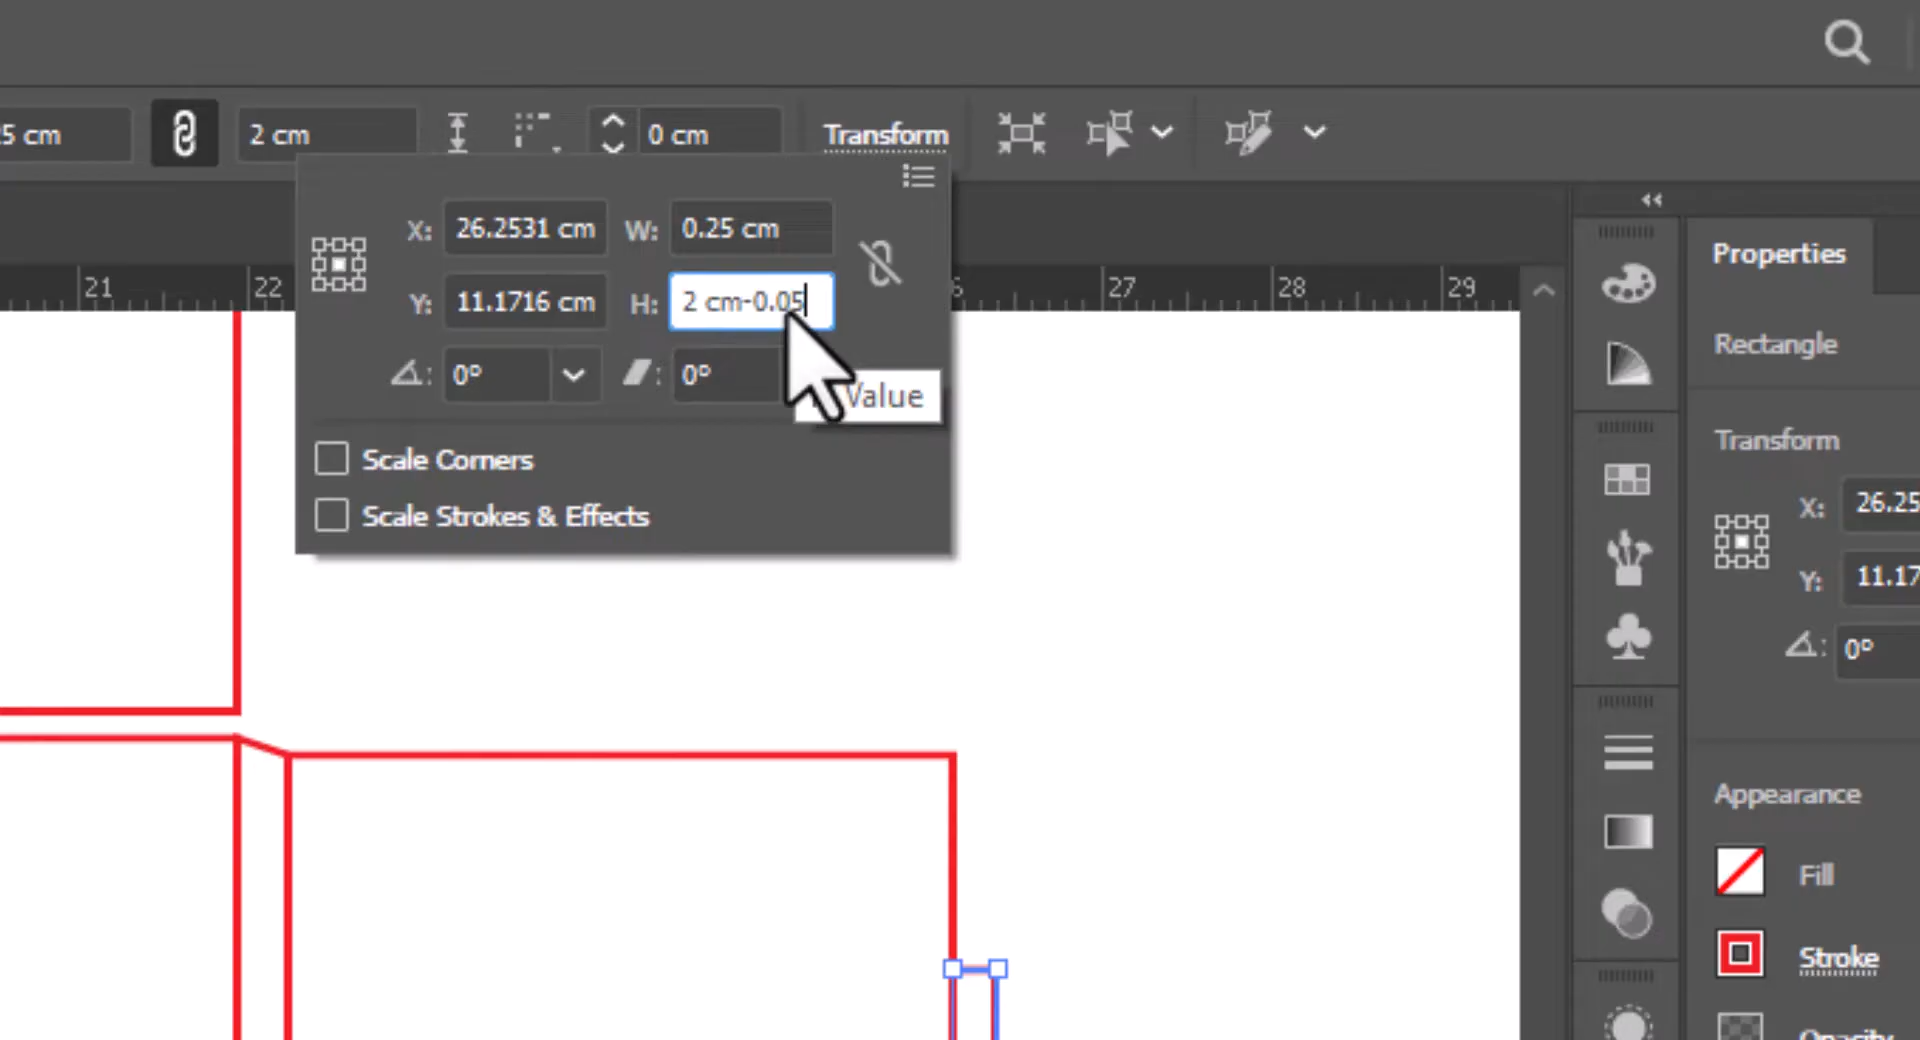 5 cm
2 cm
0 cm
Transform
X: 26.2531 cm W: 0.25 cm
Y: 11.1716 cm H: 2 cm-0.05
0° 0°
Value
Scale Corners
Scale Strokes & Effects
21 22 27 28 29
Properties
Rectangle
Transform
X: 26.25
Y: 11.17
0°
Appearance
Fill
Stroke
Opacity